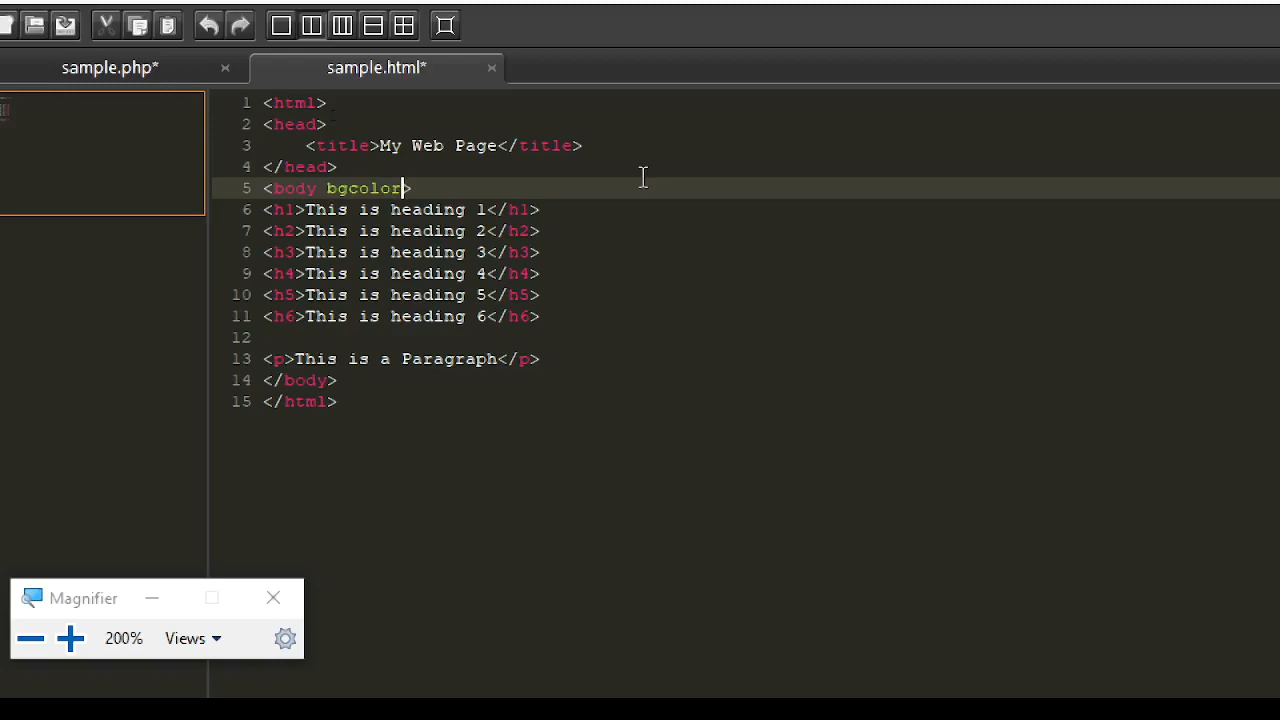 sample.php* × sample.html* ×
1 <html>
2 <head>
3     <title>My Web Page</title>
4 </head>
5 <body bgcolor>
6 <h1>This is heading 1</h1>
7 <h2>This is heading 2</h2>
8 <h3>This is heading 3</h3>
9 <h4>This is heading 4</h4>
10 <h5>This is heading 5</h5>
11 <h6>This is heading 6</h6>
12
13 <p>This is a Paragraph</p>
14 </body>
15 </html>
Magnifier
200% Views